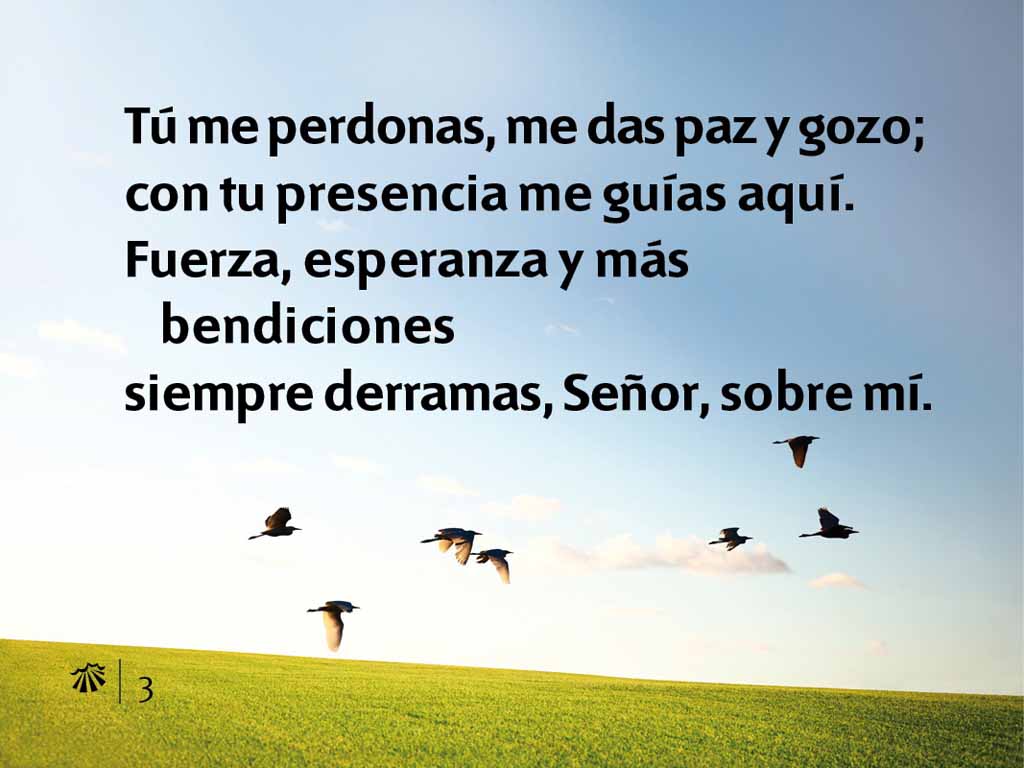 Tú me perdonas, me das paz y gozo;
con tu presencia me guías aquí.
Fuerza, esperanza y más
bendiciones
siempre derramas, Señor, sobre mí.
3